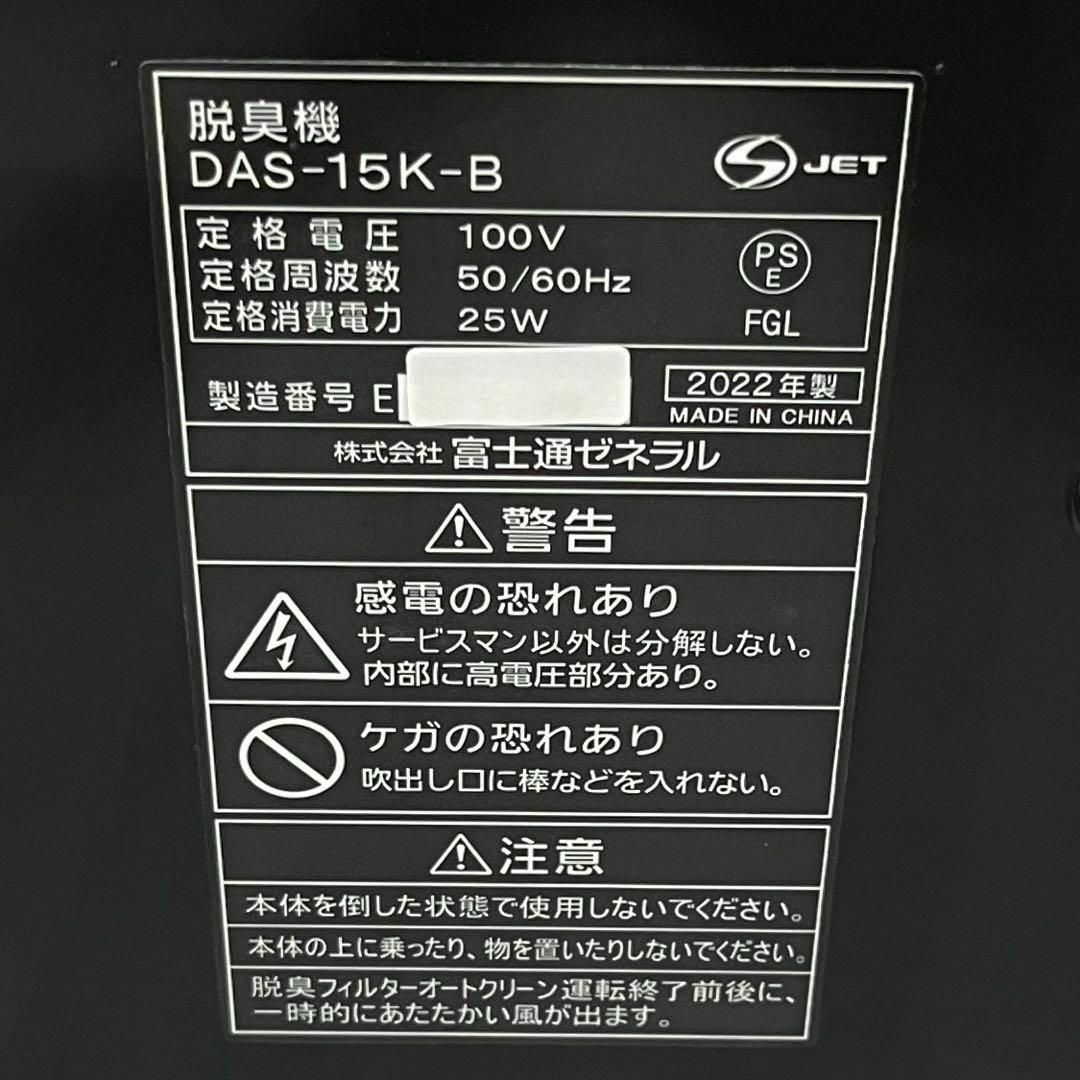 脱臭機
DAS-15K-B
S JET
定格電圧 100V
定格周波数 50/60Hz
定格消費電力 25W
PS
E
FGL
製造番号 E
2022年製
MADE IN CHINA
株式会社 富士通ゼネラル
警告
感電の恐れあり
サービスマン以外は分解しない。
内部に高電圧部分あり。
ケガの恐れあり
吹出し口に棒などを入れない。
注意
本体を倒した状態で使用しないでください。
本体の上に乗ったり、物を置いたりしないでください。
脱臭フィルターオートクリーン運転終了前後に、
一時的にあたたかい風が出ます。